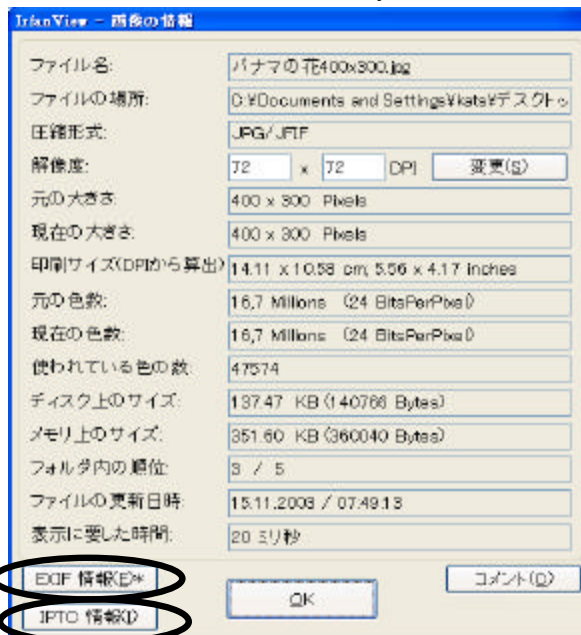 IrfanView - 画像の情報
ファイル名: パナマの花400x300.jpg
ファイルの場所: C:¥Documents and Settings¥kats¥デスクトッ
圧縮形式: JPG/JFIF
解像度: 72 x 72 DPI 変更(S)
元の大きさ: 400 x 300 Pixels
現在の大きさ: 400 x 300 Pixels
印刷サイズ(DPIから算出) 14.11 x 10.58 cm; 5.56 x 4.17 inches
元の色数: 16,7 Millions (24 BitsPerPixel)
現在の色数: 16,7 Millions (24 BitsPerPixel)
使われている色の数: 47574
ディスク上のサイズ: 137.47 KB (140766 Bytes)
メモリ上のサイズ: 351.60 KB (360040 Bytes)
フォルダ内の順位: 3 / 5
ファイルの更新日時: 15.11.2003 / 07:49:13
表示に要した時間: 20 ミリ秒
EXIF 情報(E)* コメント(O)
OK
IPTC 情報(I)